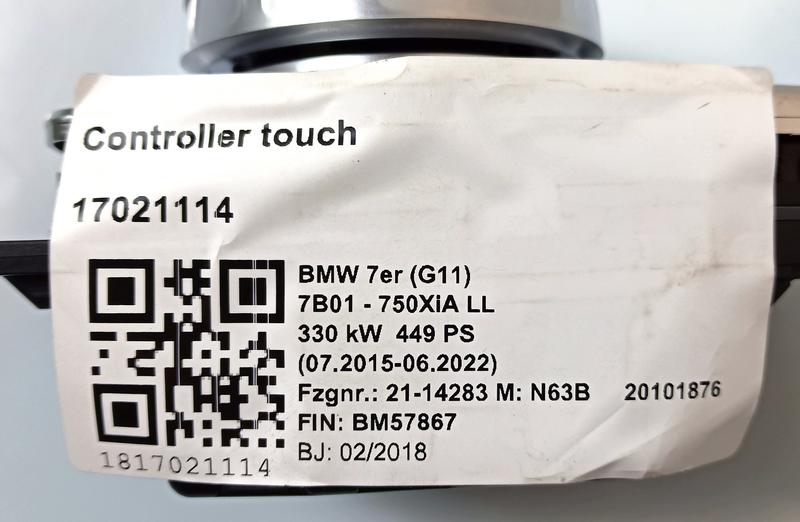 Controller touch
17021114
BMW 7er (G11)
7B01 - 750XiA LL
330 kW 449 PS
(07.2015-06.2022)
Fzgnr.: 21-14283 M: N63B 20101876
FIN: BM57867
BJ: 02/2018
1817021114